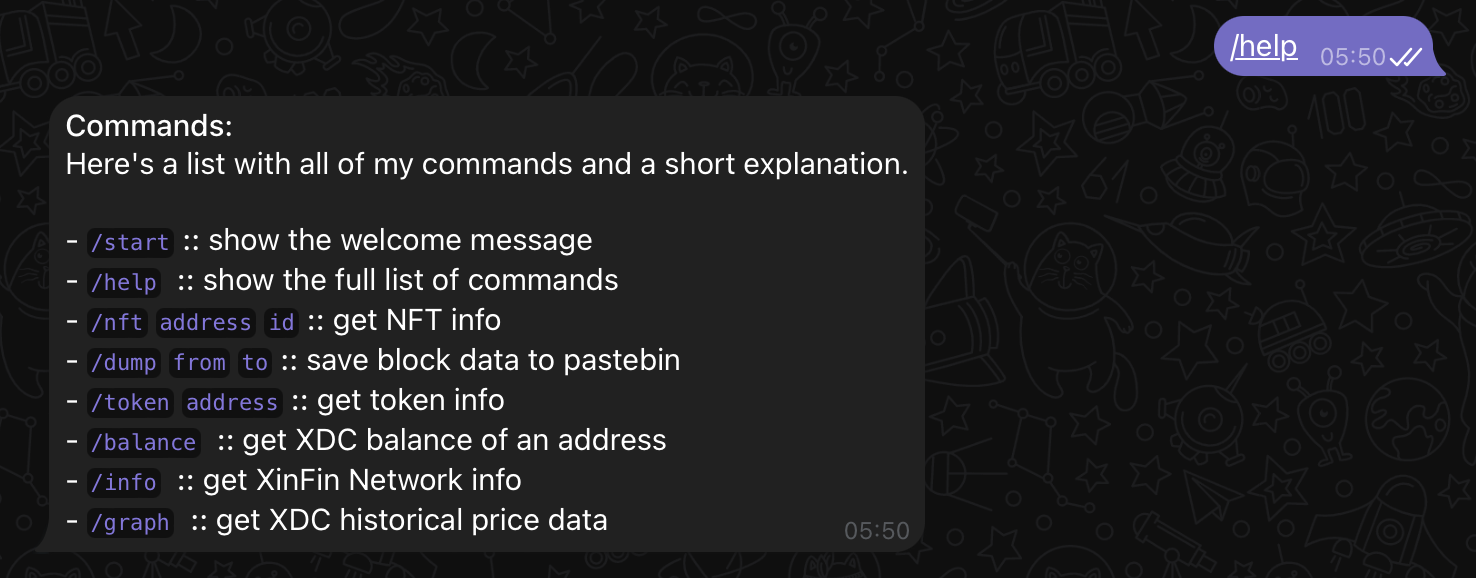 /help 05:50
Commands:
Here's a list with all of my commands and a short explanation.
- /start :: show the welcome message
- /help :: show the full list of commands
- /nft address id :: get NFT info
- /dump from to :: save block data to pastebin
- /token address :: get token info
- /balance :: get XDC balance of an address
- /info :: get XinFin Network info
- /graph :: get XDC historical price data
05:50